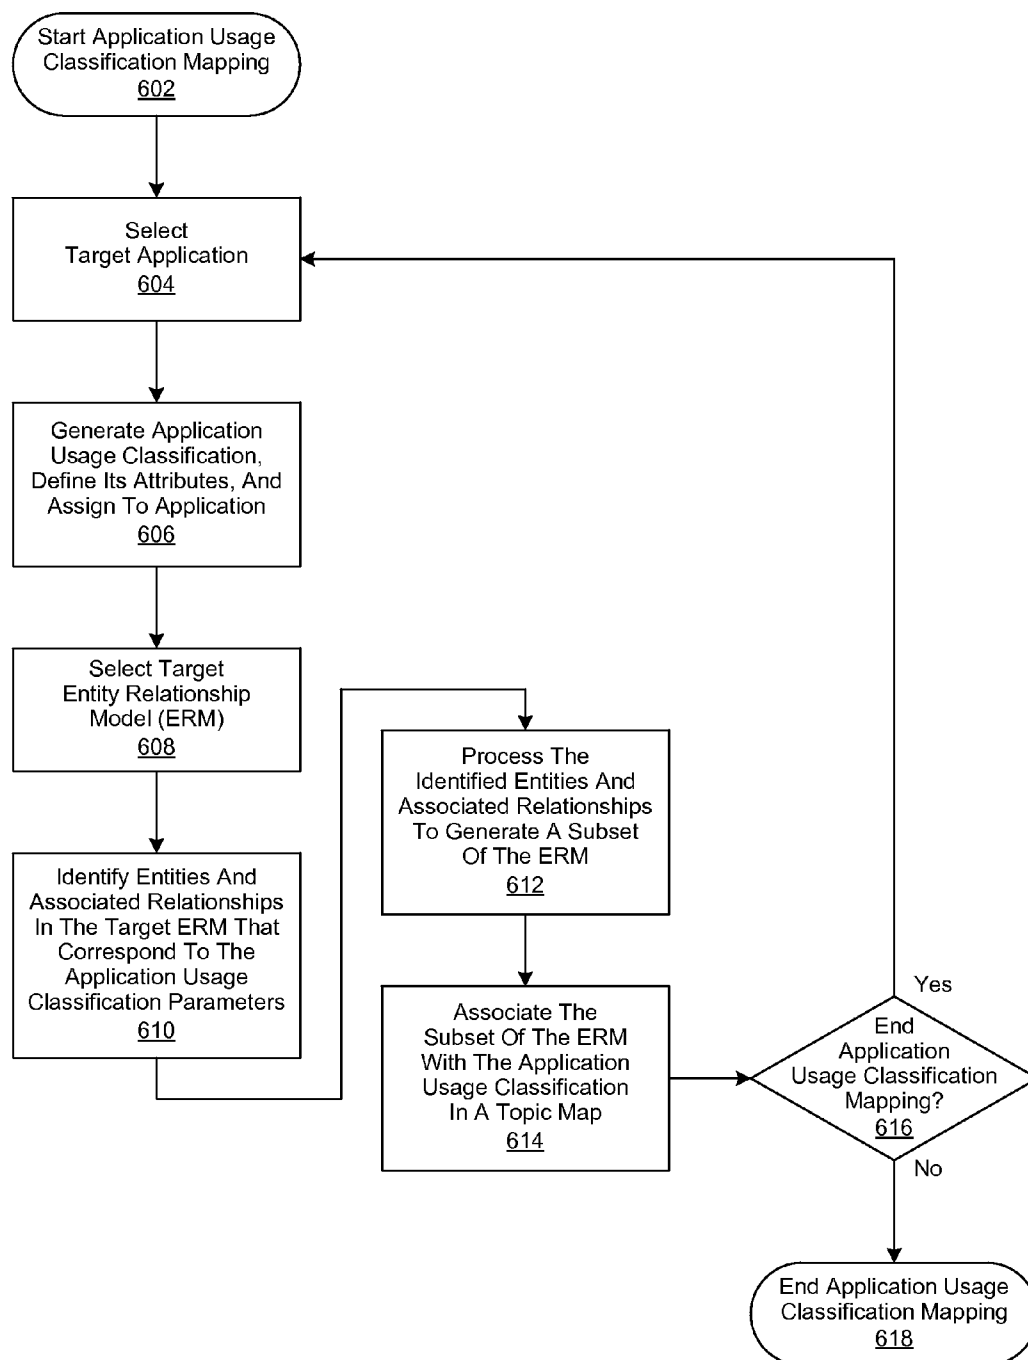 Start Application Usage
Classification Mapping
602
Select
Target Application
604
Generate Application
Usage Classification,
Define Its Attributes, And
Assign To Application
606
Select Target
Entity Relationship
Model (ERM)
608
Identify Entities And
Associated Relationships
In The Target ERM That
Correspond To The
Application Usage
Classification Parameters
610
Process The
Identified Entities And
Associated Relationships
To Generate A Subset
Of The ERM
612
Associate The
Subset Of The ERM
With The Application
Usage Classification
In A Topic Map
614
Yes
End
Application
Usage Classification
Mapping?
616
No
End Application Usage
Classification Mapping
618